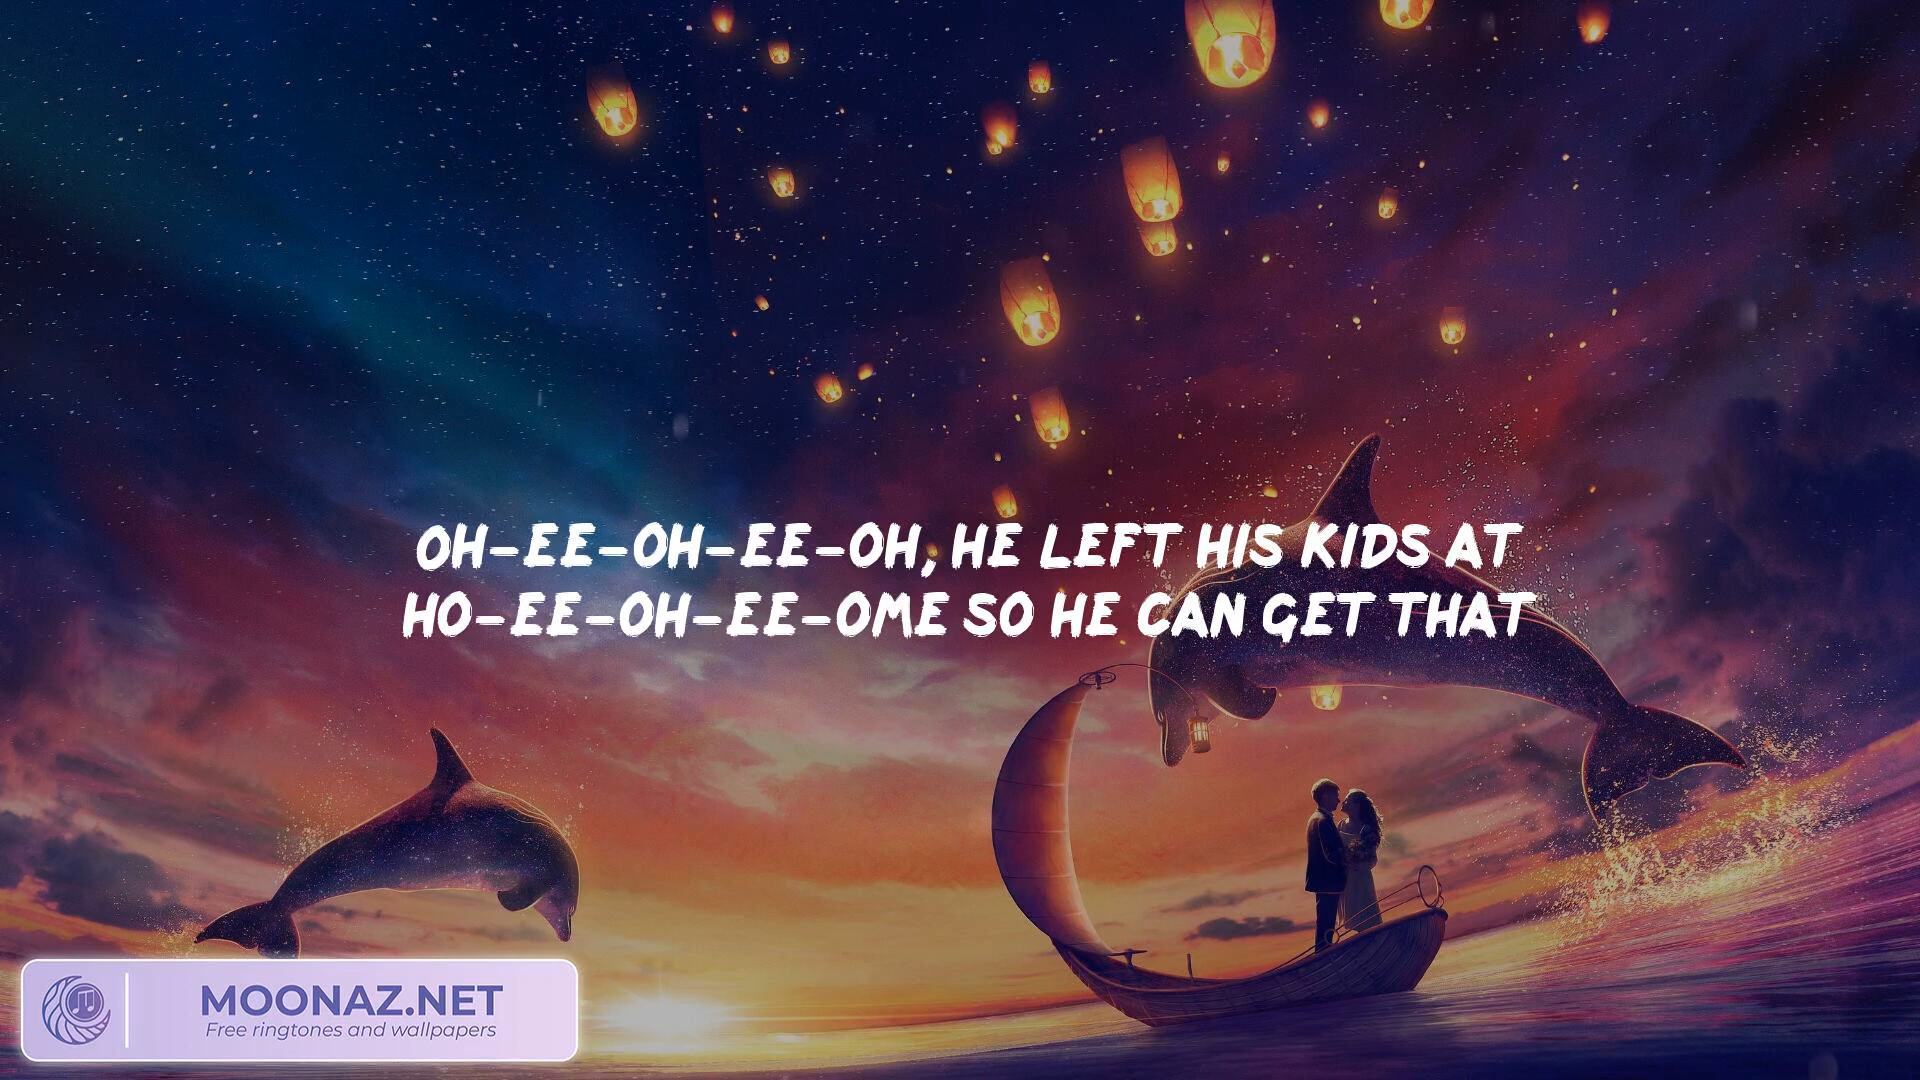 OH-EE-OH-EE-OH, HE LEFT HIS KIDS AT
HO-EE-OH-EE-OME SO HE CAN GET THAT
MOONAZ.NET
Free ringtones and wallpapers